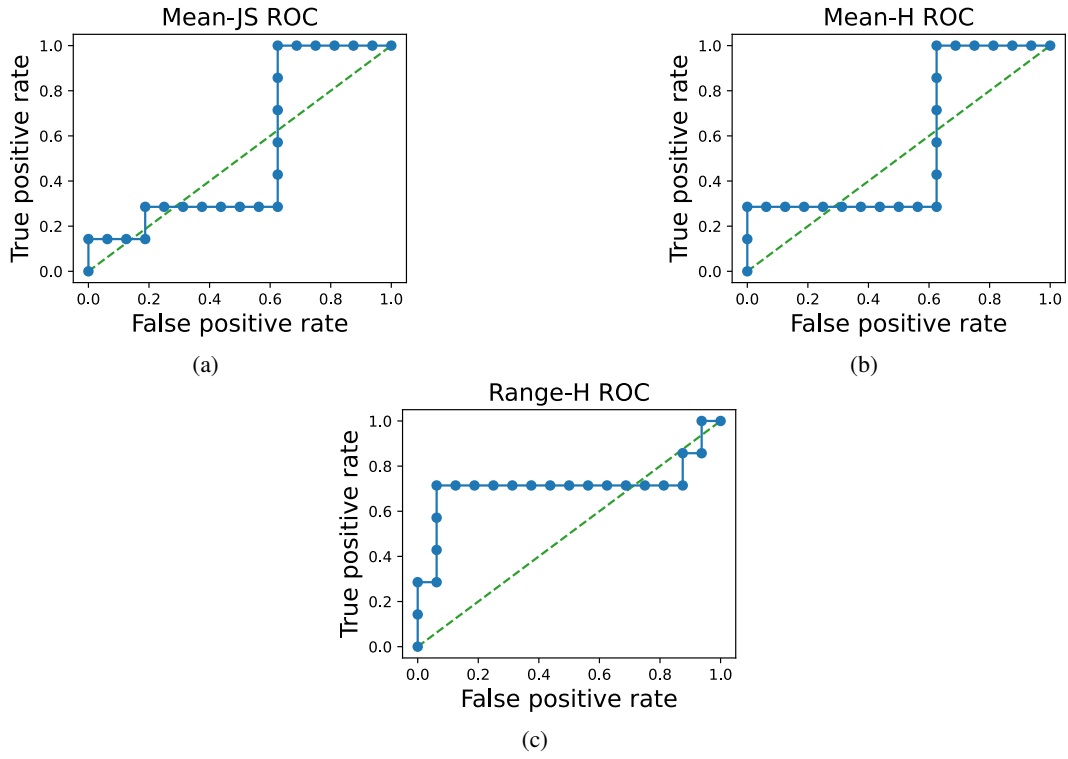 Mean-JS ROC
1.0
0.8
0.6
0.4
0.2
0.0
True positive rate
0.0 0.2 0.4 0.6 0.8 1.0
False positive rate
(a)
Mean-H ROC
1.0
0.8
0.6
0.4
0.2
0.0
True positive rate
0.0 0.2 0.4 0.6 0.8 1.0
False positive rate
(b)
Range-H ROC
1.0
0.8
0.6
0.4
0.2
0.0
True positive rate
0.0 0.2 0.4 0.6 0.8 1.0
False positive rate
(c)